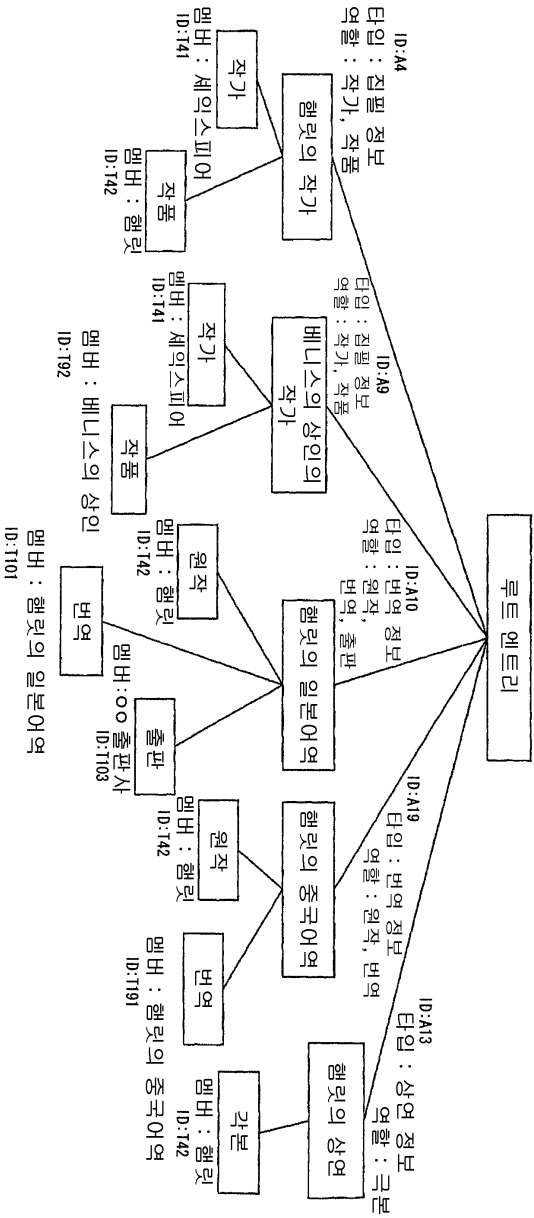 루트 엔트리
ID:A4
타입 : 집필 정보
역할 : 작가, 작품
햄릿의 작가
작가
멤버 : 셰익스피어
ID:T41
작품
멤버 : 햄릿
ID:T42
ID:A9
타입 : 집필 정보
역할 : 작가, 작품
베니스의 상인의
작가
작가
멤버 : 셰익스피어
ID:T41
작품
멤버 : 베니스의 상인
ID:T92
ID:A10
타입 : 번역 정보
역할 : 원작,
번역, 출판
햄릿의 일본어역
원작
멤버 : 햄릿
ID:T42
번역
멤버 : 햄릿의 일본어역
ID:T101
출판
멤버:○○ 출판사
ID:T103
ID:A19
타입 : 번역 정보
역할 : 원작, 번역
햄릿의 중국어역
원작
멤버 : 햄릿
ID:T42
번역
멤버 : 햄릿의 중국어역
ID:T191
ID:A13
타입 : 상연 정보
역할 : 극본
햄릿의 상연
각본
멤버 : 햄릿
ID:T42